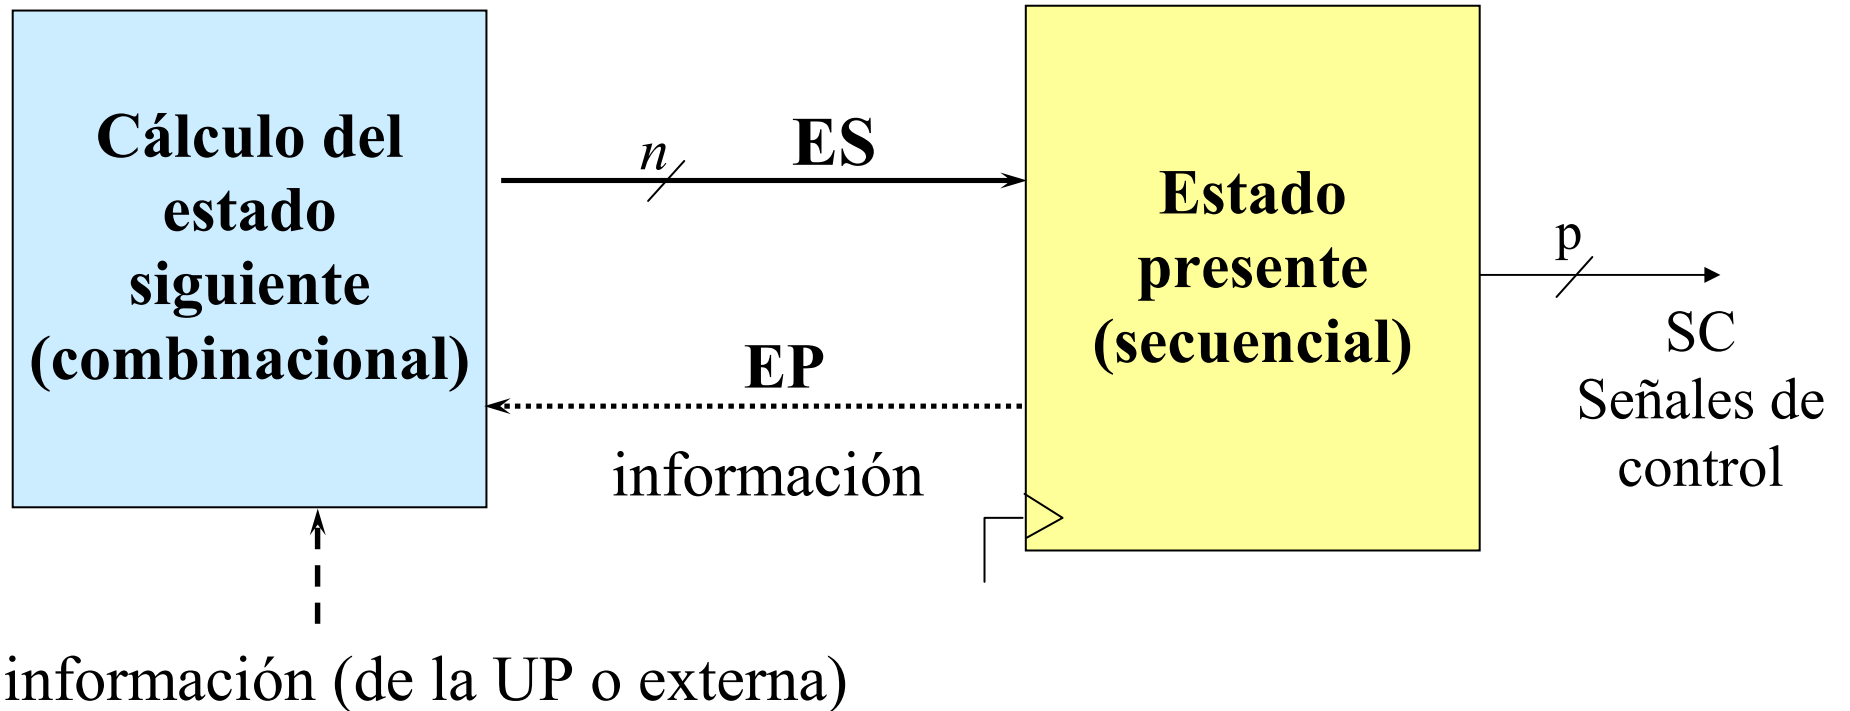 Cálculo del
estado
siguiente
(combinacional)
n
ES
EP
información
Estado
presente
(secuencial)
p
SC
Señales de
control
información (de la UP o externa)